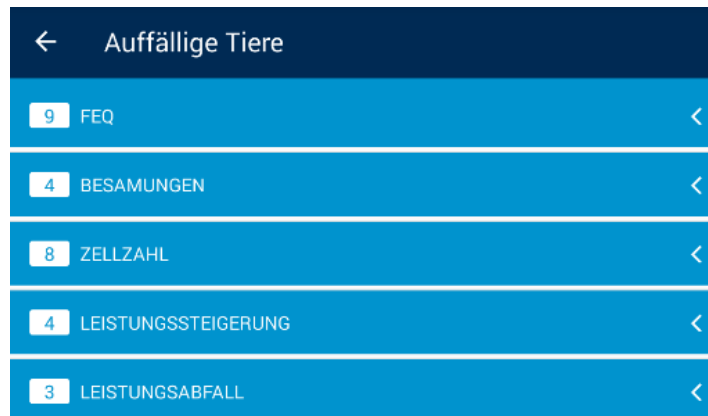 Auffällige Tiere
9 FEQ
4 BESAMUNGEN
8 ZELLZAHL
4 LEISTUNGSSTEIGERUNG
3 LEISTUNGSABFALL